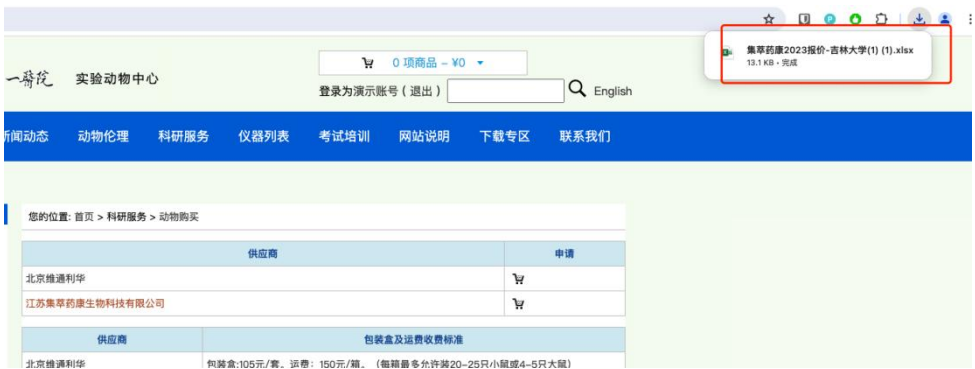 集萃药康2023报价-吉林大学(1) (1).xlsx
13.1 KB • 完成
一醫院 实验动物中心
0 项商品 – ¥0
登录为演示账号 ( 退出 )
English
新闻动态 动物伦理 科研服务 仪器列表 考试培训 网站说明 下载专区 联系我们
您的位置: 首页 > 科研服务 > 动物购买
供应商 申请
北京维通利华
江苏集萃药康生物科技有限公司
供应商 包装盒及运费收费标准
北京维通利华 包装盒:105元/套。运费：150元/箱。（每箱最多允许装20–25只小鼠或4–5只大鼠）